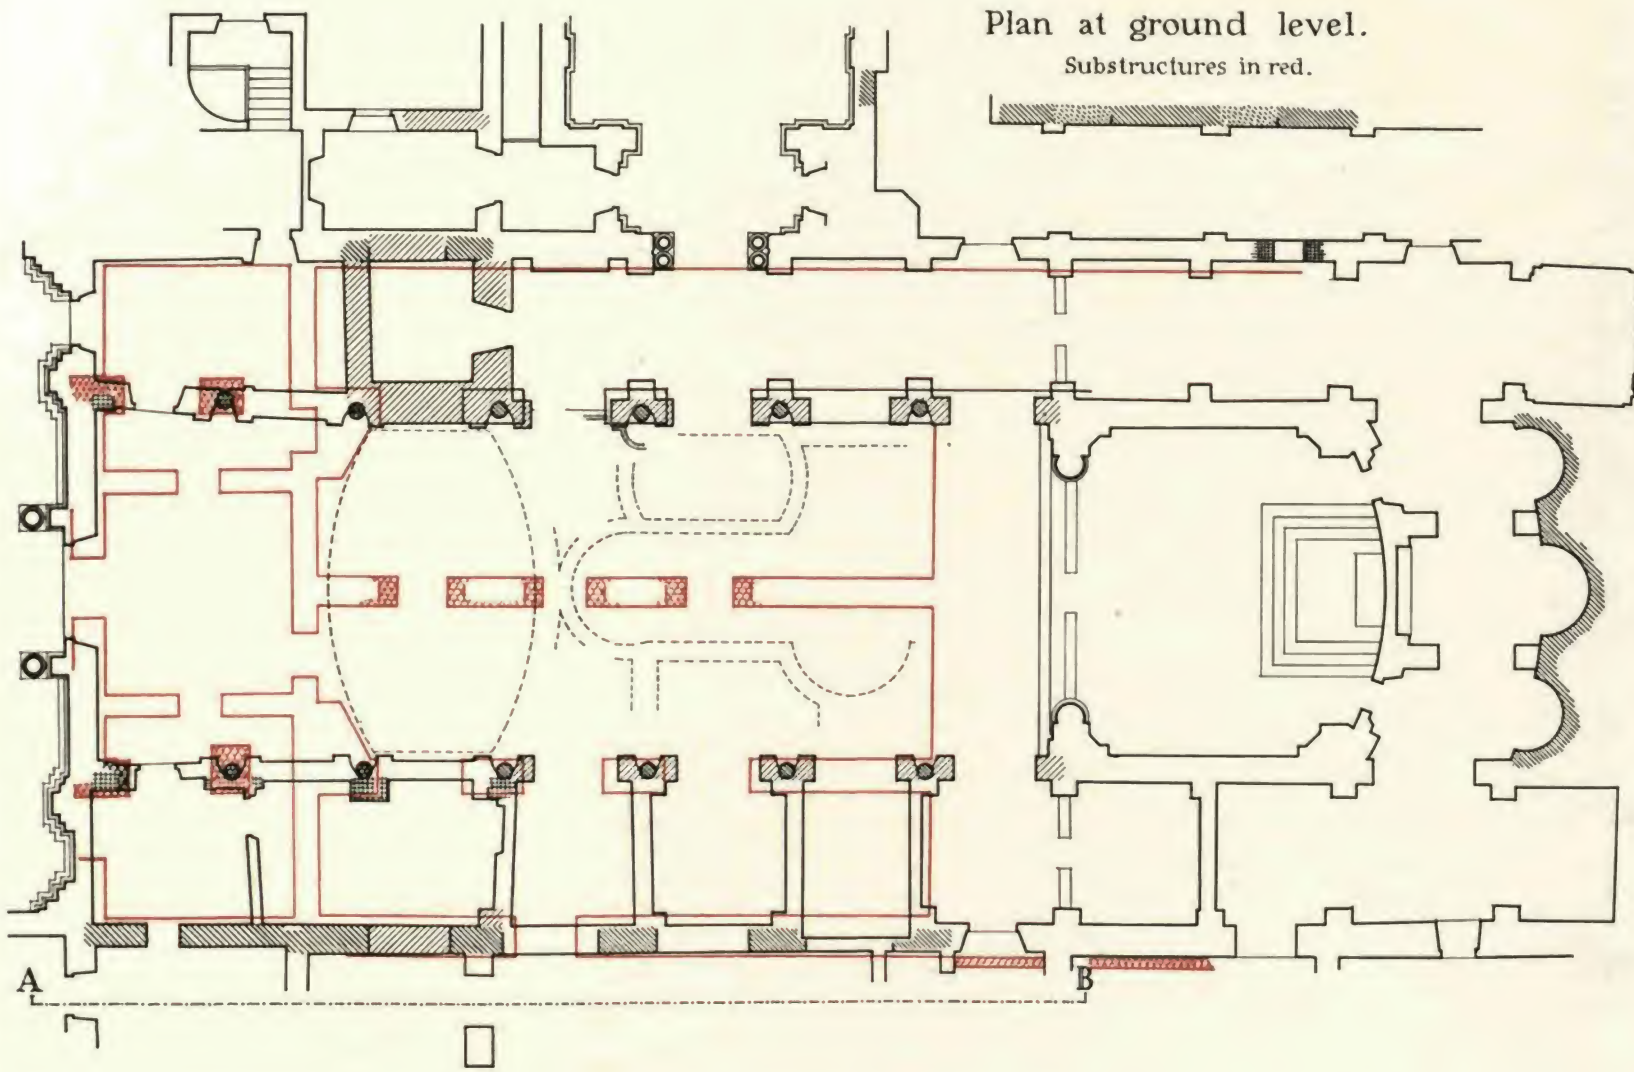 Plan at ground level.
Substructures in red.
A
B